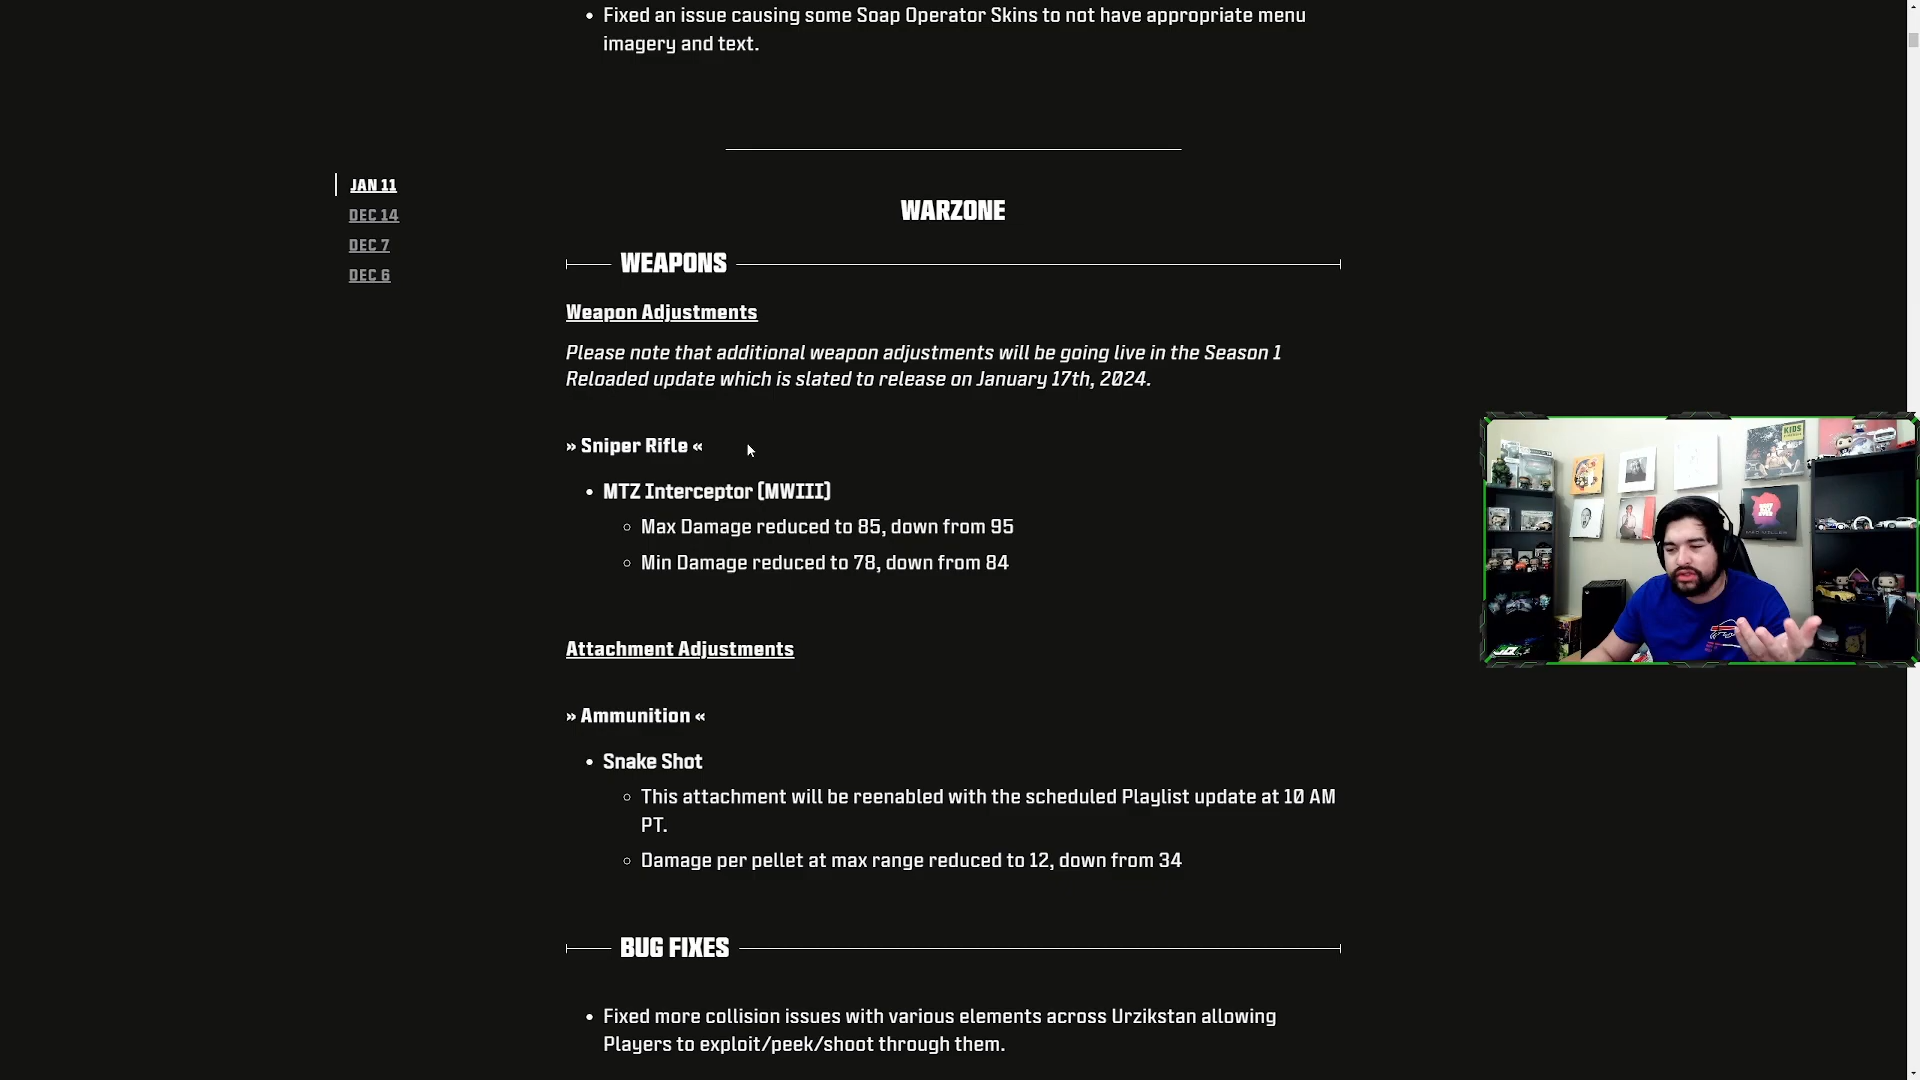 • Fixed an issue causing some Soap Operator Skins to not have appropriate menu
imagery and text.
JAN 11
DEC 14
DEC 7
DEC 6
WARZONE
WEAPONS
Weapon Adjustments
Please note that additional weapon adjustments will be going live in the Season 1
Reloaded update which is slated to release on January 17th, 2024.
» Sniper Rifle «
• MTZ Interceptor (MWIII)
◦ Max Damage reduced to 85, down from 95
◦ Min Damage reduced to 78, down from 84
Attachment Adjustments
» Ammunition «
• Snake Shot
◦ This attachment will be reenabled with the scheduled Playlist update at 10 AM
PT.
◦ Damage per pellet at max range reduced to 12, down from 34
BUG FIXES
• Fixed more collision issues with various elements across Urzikstan allowing
Players to exploit/peek/shoot through them.
KIDS